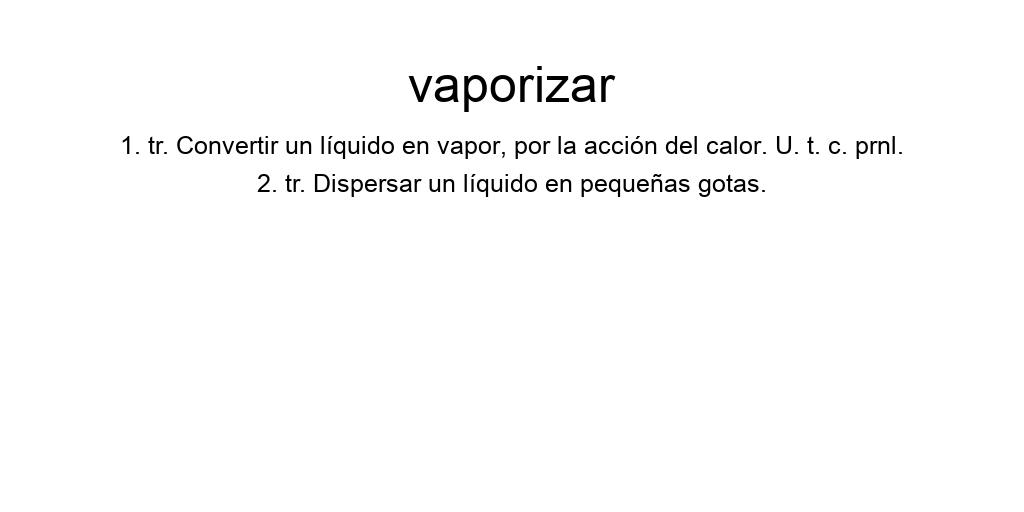 vaporizar
1. tr. Convertir un líquido en vapor, por la acción del calor. U. t. c. prnl.
2. tr. Dispersar un líquido en pequeñas gotas.